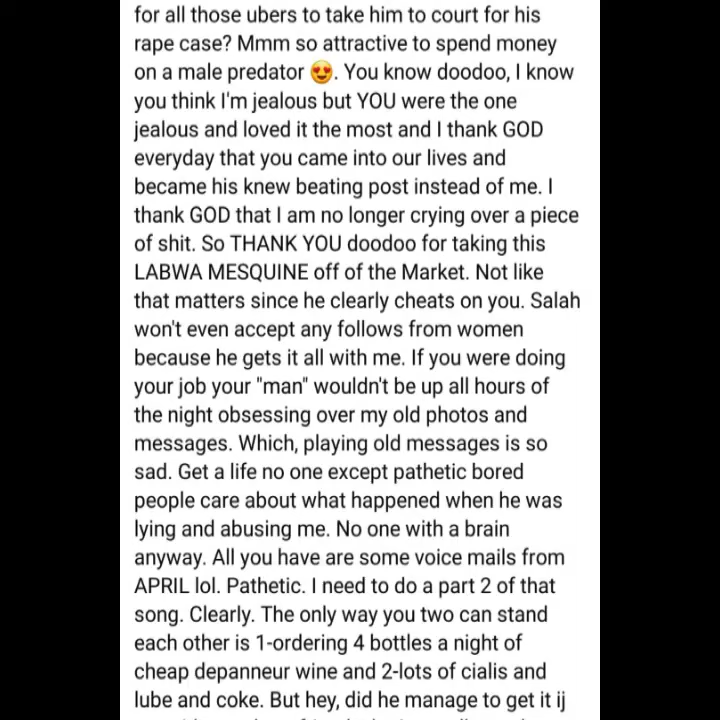 for all those ubers to take him to court for his
rape case? Mmm so attractive to spend money
on a male predator 😍. You know doodoo, I know
you think I'm jealous but YOU were the one
jealous and loved it the most and I thank GOD
everyday that you came into our lives and
became his knew beating post instead of me. I
thank GOD that I am no longer crying over a piece
of shit. So THANK YOU doodoo for taking this
LABWA MESQUINE off of the Market. Not like
that matters since he clearly cheats on you. Salah
won't even accept any follows from women
because he gets it all with me. If you were doing
your job your "man" wouldn't be up all hours of
the night obsessing over my old photos and
messages. Which, playing old messages is so
sad. Get a life no one except pathetic bored
people care about what happened when he was
lying and abusing me. No one with a brain
anyway. All you have are some voice mails from
APRIL lol. Pathetic. I need to do a part 2 of that
song. Clearly. The only way you two can stand
each other is 1-ordering 4 bottles a night of
cheap depanneur wine and 2-lots of cialis and
lube and coke. But hey, did he manage to get it ij